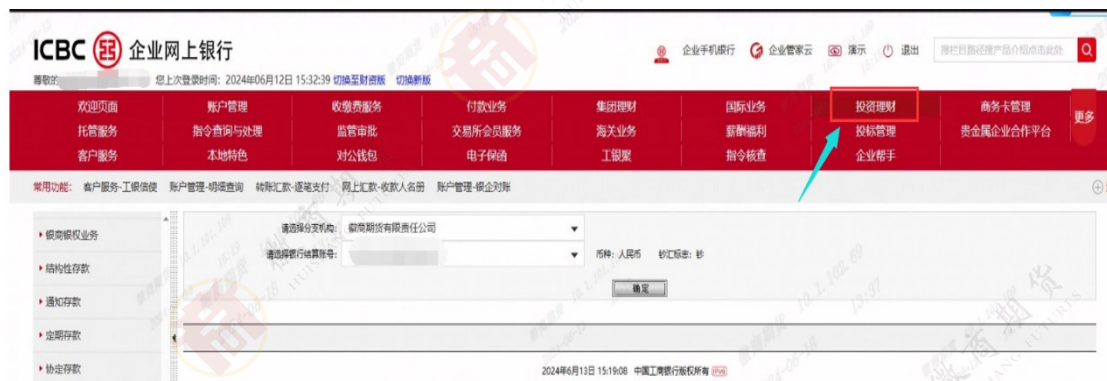 ICBC 企业网上银行
企业手机银行 企业管家云 演示 退出
尊敬的 您上次登录时间：2024年06月12日 15:32:39 切换至财资版 切换新版
欢迎页面 账户管理 收缴费服务 付款业务 集团理财 国际业务 投资理财 商务卡管理 更多
托管服务 指令查询与处理 监管审批 交易所会员服务 海关业务 薪酬福利 投标管理 贵金属企业合作平台
客户服务 本地特色 对公钱包 电子保函 工银聚 指令核查 企业帮手
常用功能： 客户服务-工银信使 账户管理-明细查询 转账汇款-逐笔支付 网上汇款-收款人名册 账户管理-银企对账
银商银权业务
结构性存款
通知存款
定期存款
协定存款
请选择分支机构： 徽商期货有限责任公司
请选择银行结算账号： 币种：人民币 钞汇标志：钞
确定
2024年6月13日 15:19:08 中国工商银行版权所有 IPv6